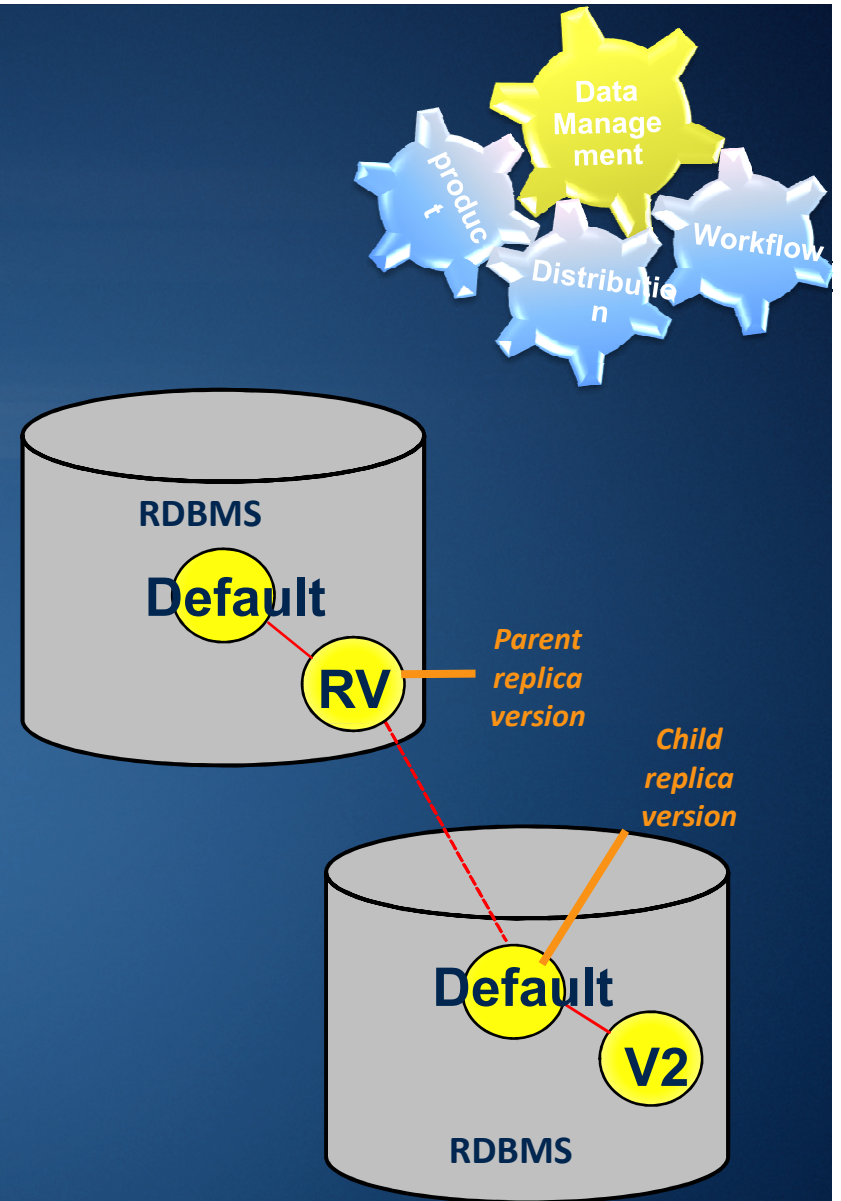 Data
Manage
ment
produc
t
Workflow
Distributio
n
RDBMS
Default
RV
Parent
replica
version
Child
replica
version
Default
V2
RDBMS